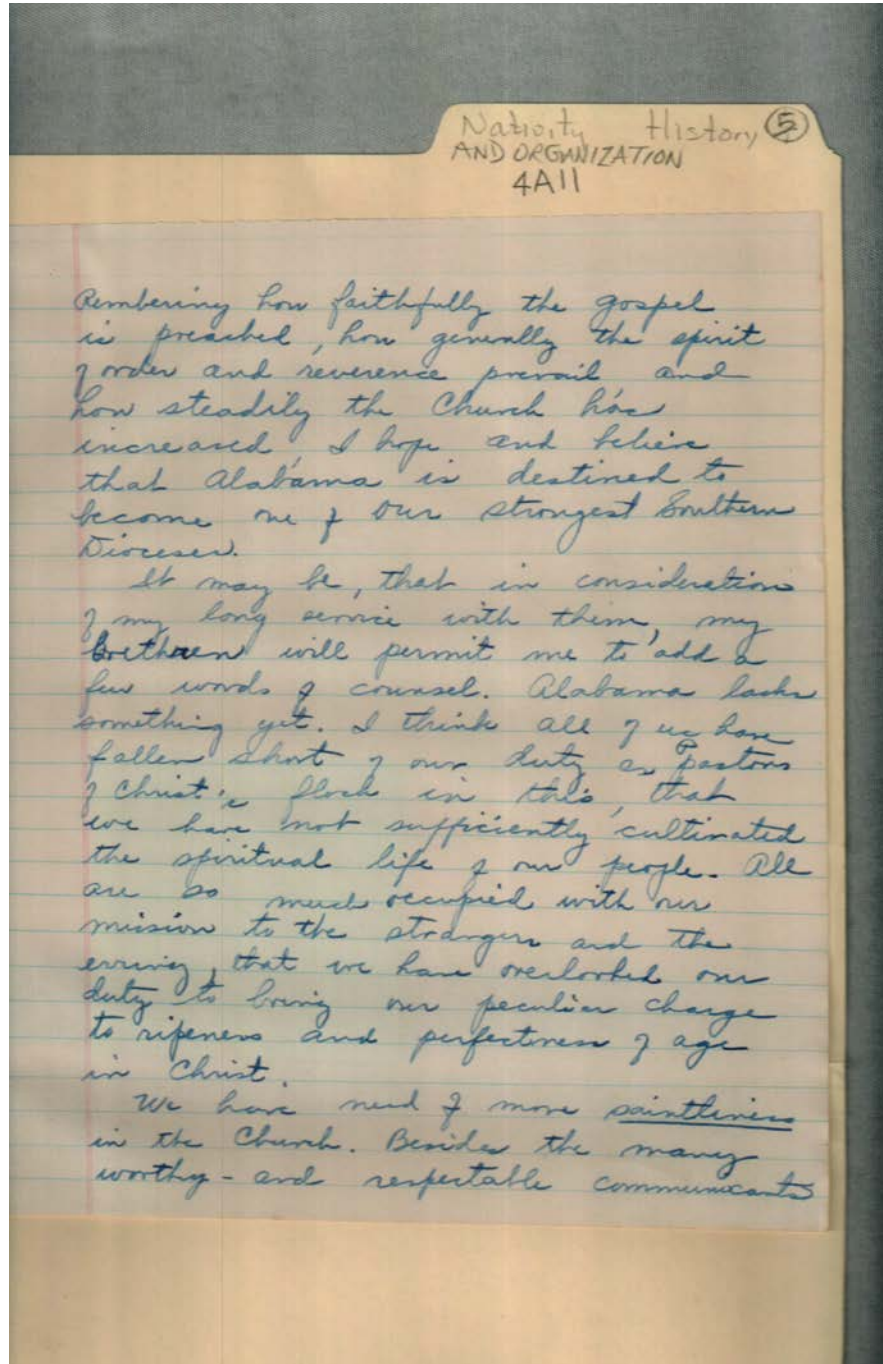 Nativity History 5
AND ORGANIZATION
4A11
Rembering how faithfully the gospel
is preached, how generally the spirit
of order and reverence prevail and
how steadily the Church has
increased, I hope and believe
that Alabama is destined to
become one of our strongest Southern
Dioceses.
It may be, that in consideration
of my long service with them, my
Brethren will permit me to add a
few words of counsel. Alabama lacks
something yet. I think all of us have
fallen short of our duty as pastors
of Christ's flock in this, that
we have not sufficiently cultivated
the spiritual life of our people. All
are so much occupied with our
mission to the strangers and the
erring, that we have overlooked our
duty to bring our peculiar charge
to ripeness and perfectness of age
in Christ.
We have need of more saintliness
in the Church. Besides the many
worthy - and respectable communicants